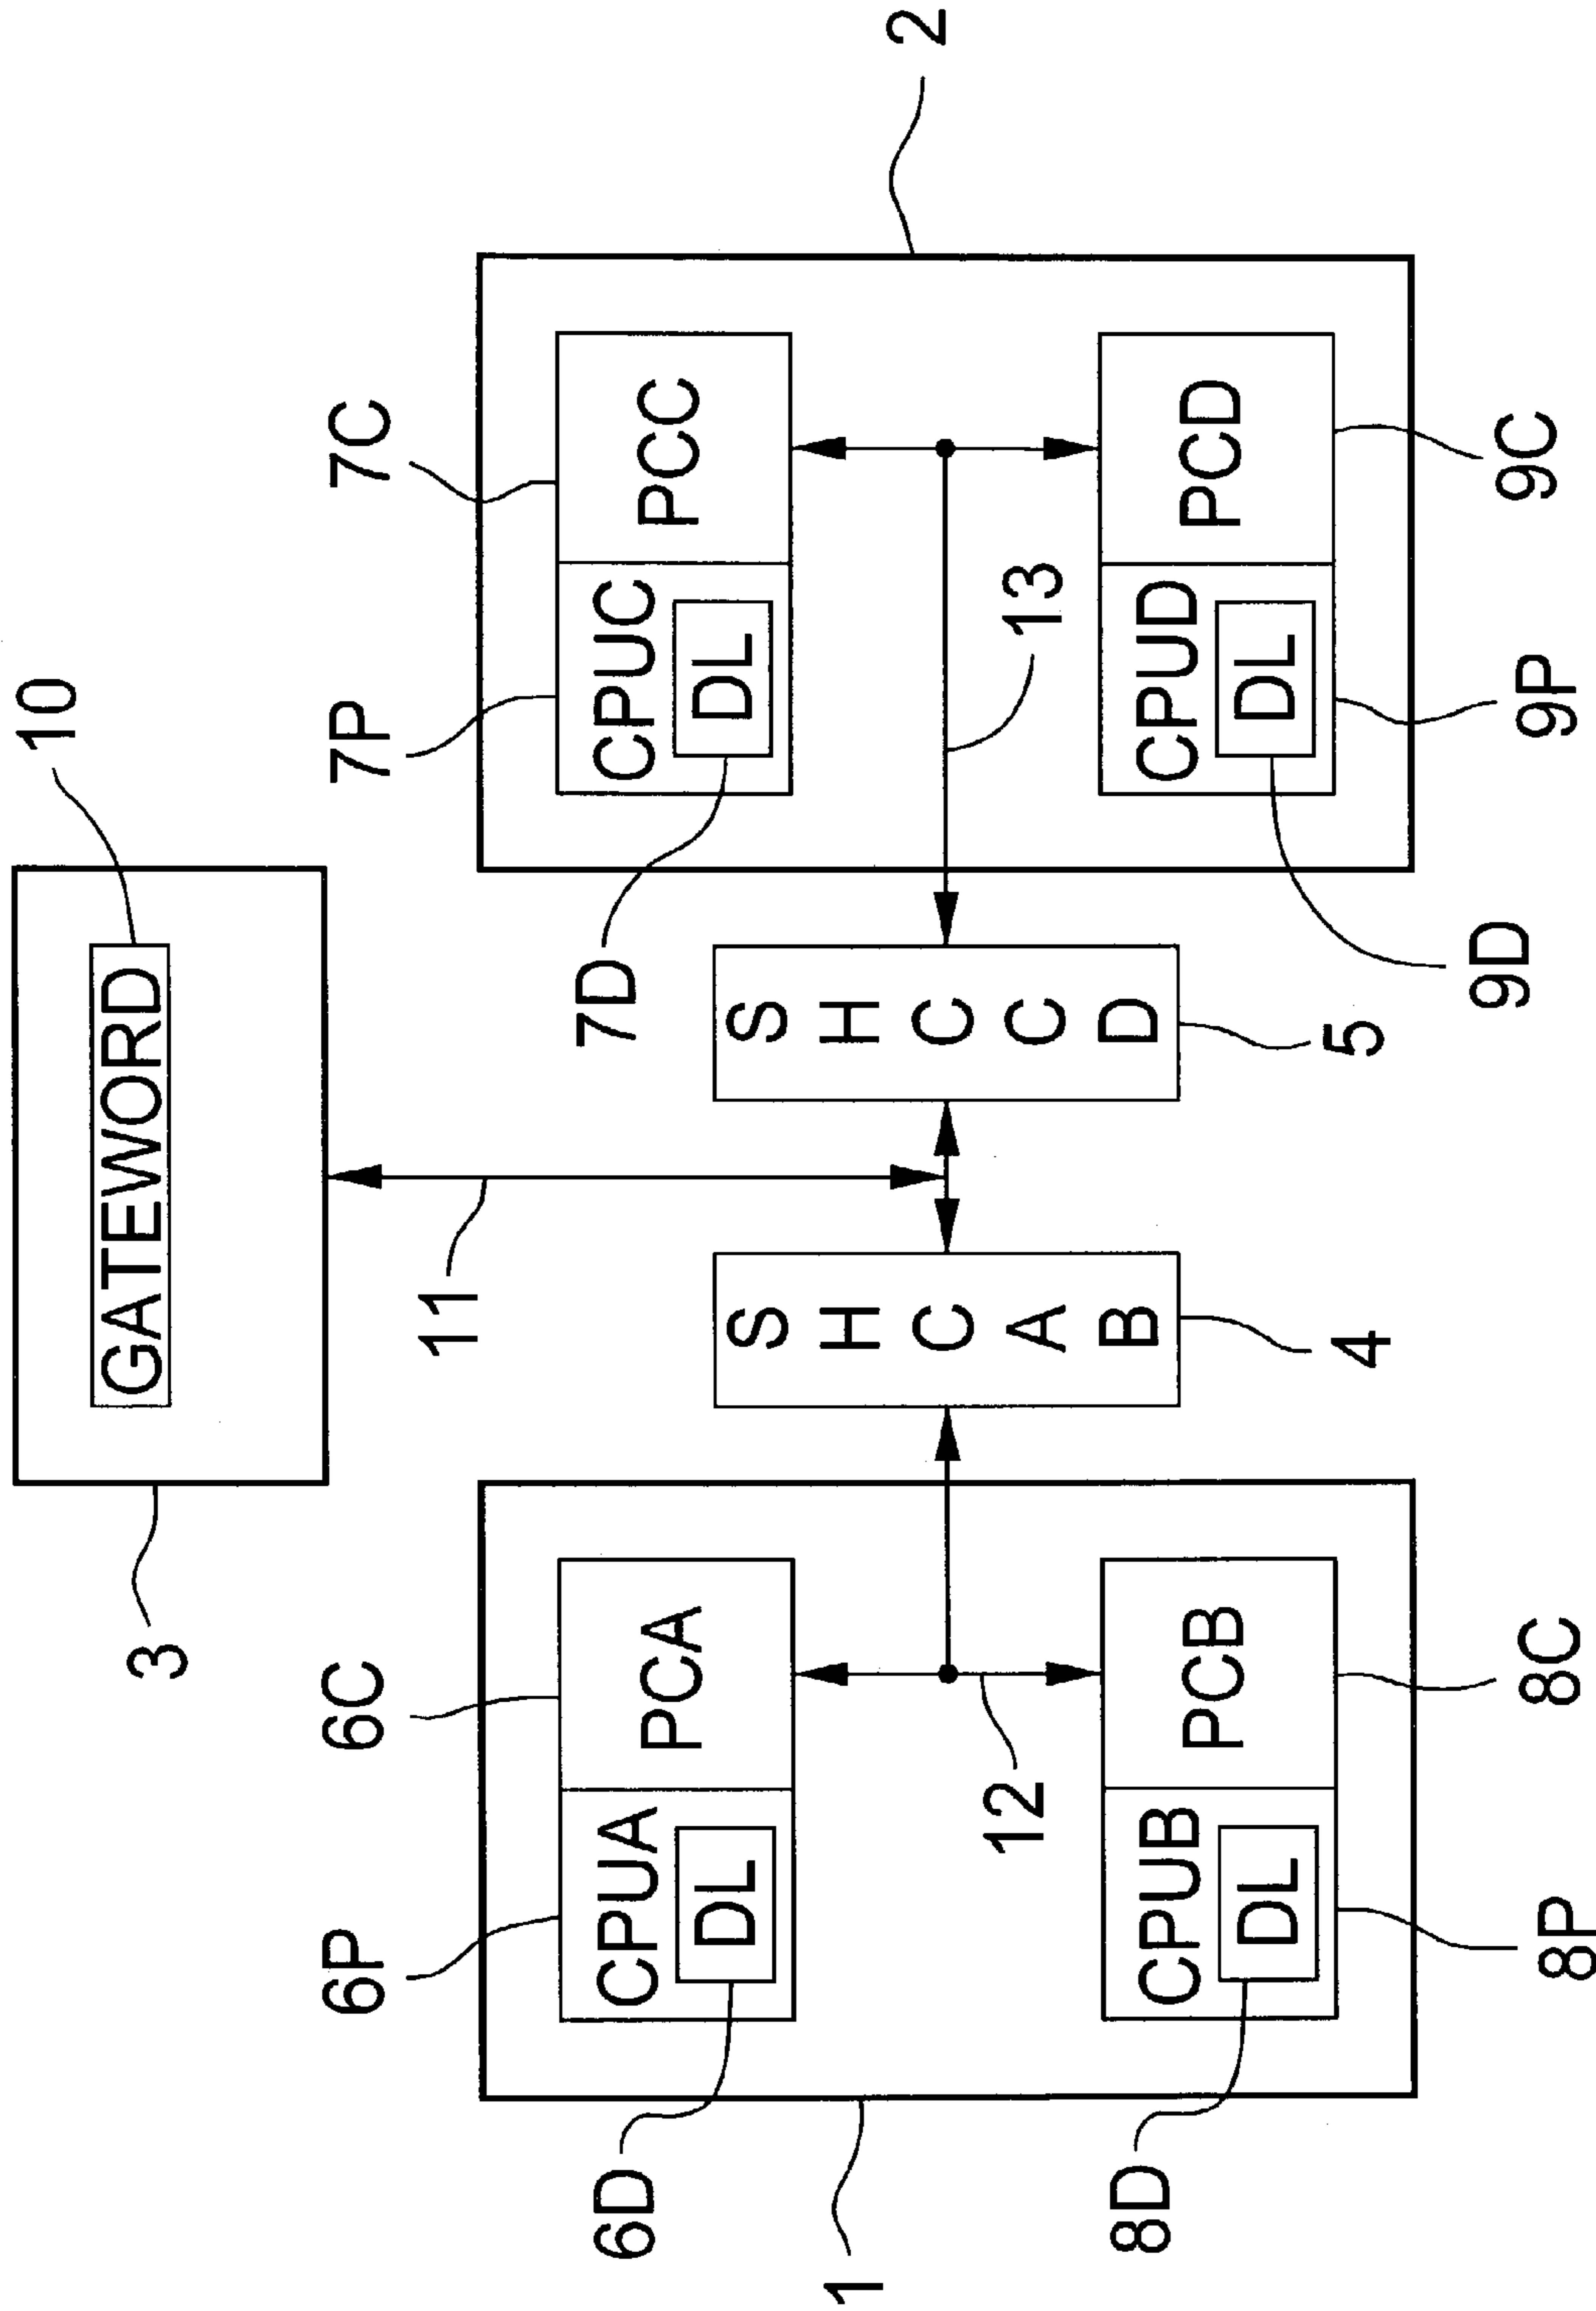 3
GATEWORD
10
6P
6C
11
7P
7C
CPUA
PCA
CPUC
PCC
DL
DL
6D
7D
1
12
S
H
C
A
B
S
H
C
C
D
13
2
CPUB
PCB
CPUD
PCD
DL
DL
8D
4
5
9D
8P
8C
9P
9C